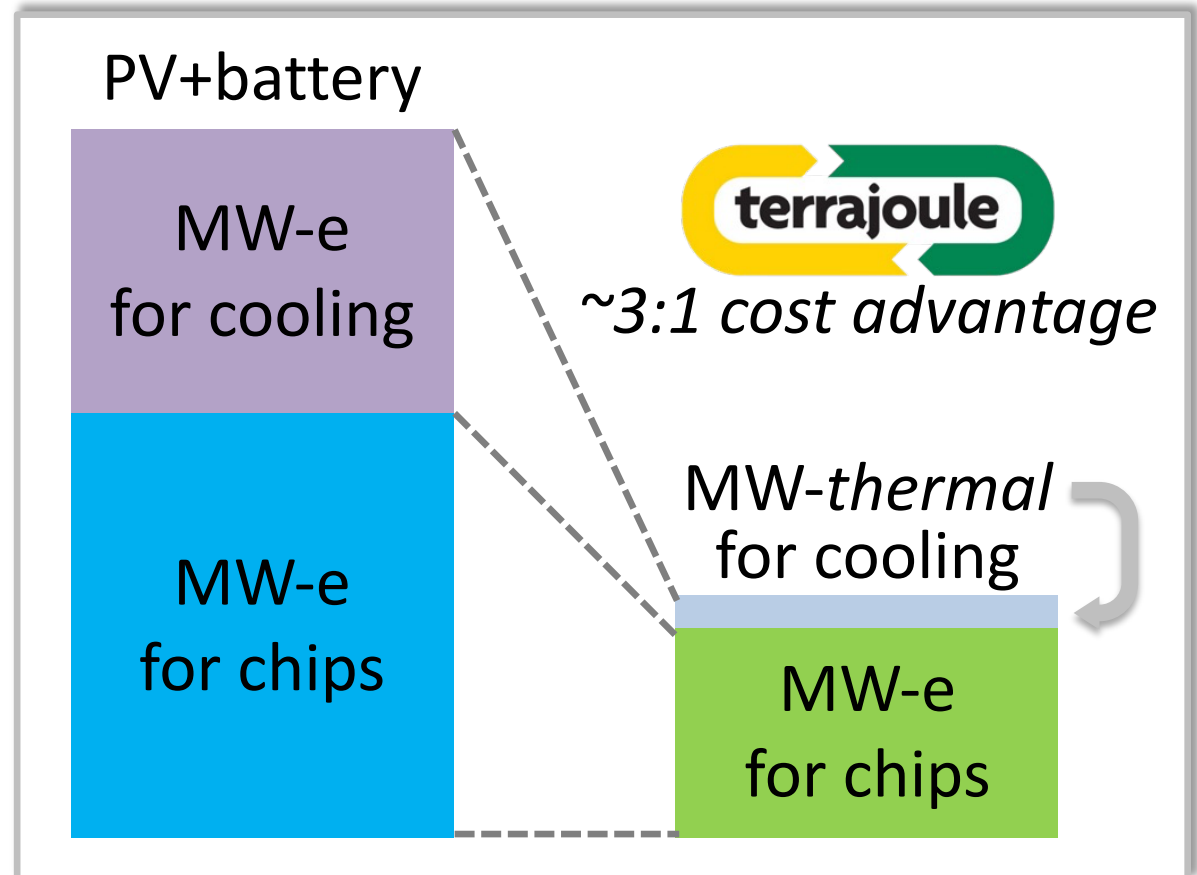 PV+battery
MW-e
for cooling
MW-e
for chips
terrajoule
~3:1 cost advantage
MW-thermal
for cooling
MW-e
for chips